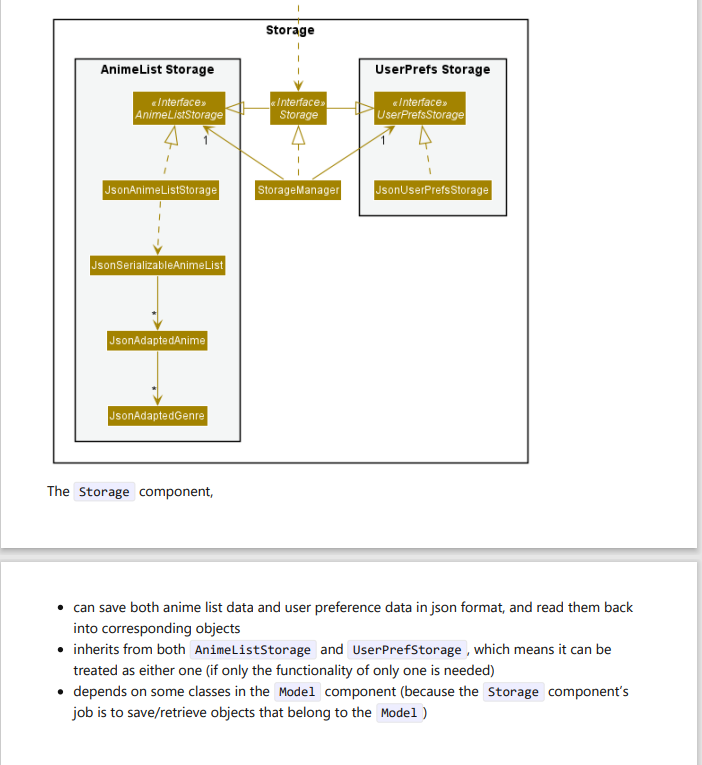 Storage
AnimeList Storage
UserPrefs Storage
«Interface»
AnimeListStorage
«Interface»
Storage
«Interface»
UserPrefsStorage
1
1
JsonAnimeListStorage
StorageManager
JsonUserPrefsStorage
JsonSerializableAnimeList
*
JsonAdaptedAnime
*
JsonAdaptedGenre
The Storage component,
• can save both anime list data and user preference data in json format, and read them back
into corresponding objects
• inherits from both AnimeListStorage and UserPrefStorage , which means it can be
treated as either one (if only the functionality of only one is needed)
• depends on some classes in the Model component (because the Storage component’s
job is to save/retrieve objects that belong to the Model )